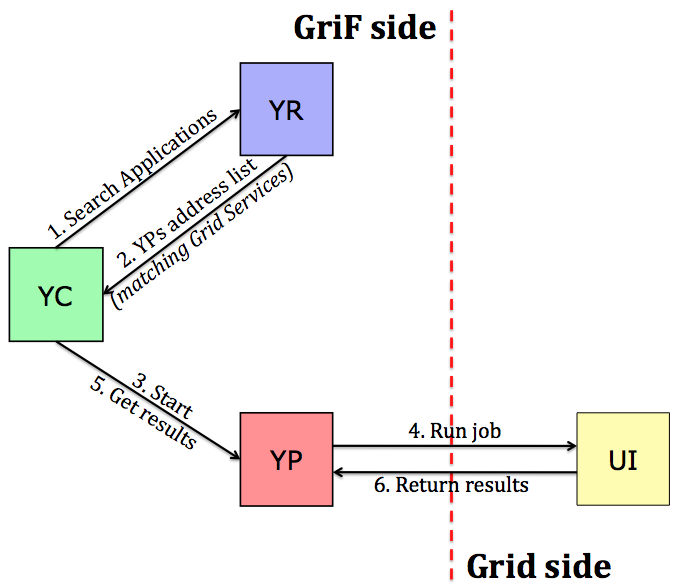 GriF side
YR
1. Search Applications
2. YPs address list
(matching Grid Services)
YC
3. Start
5. Get results
YP
4. Run job
6. Return results
UI
Grid side